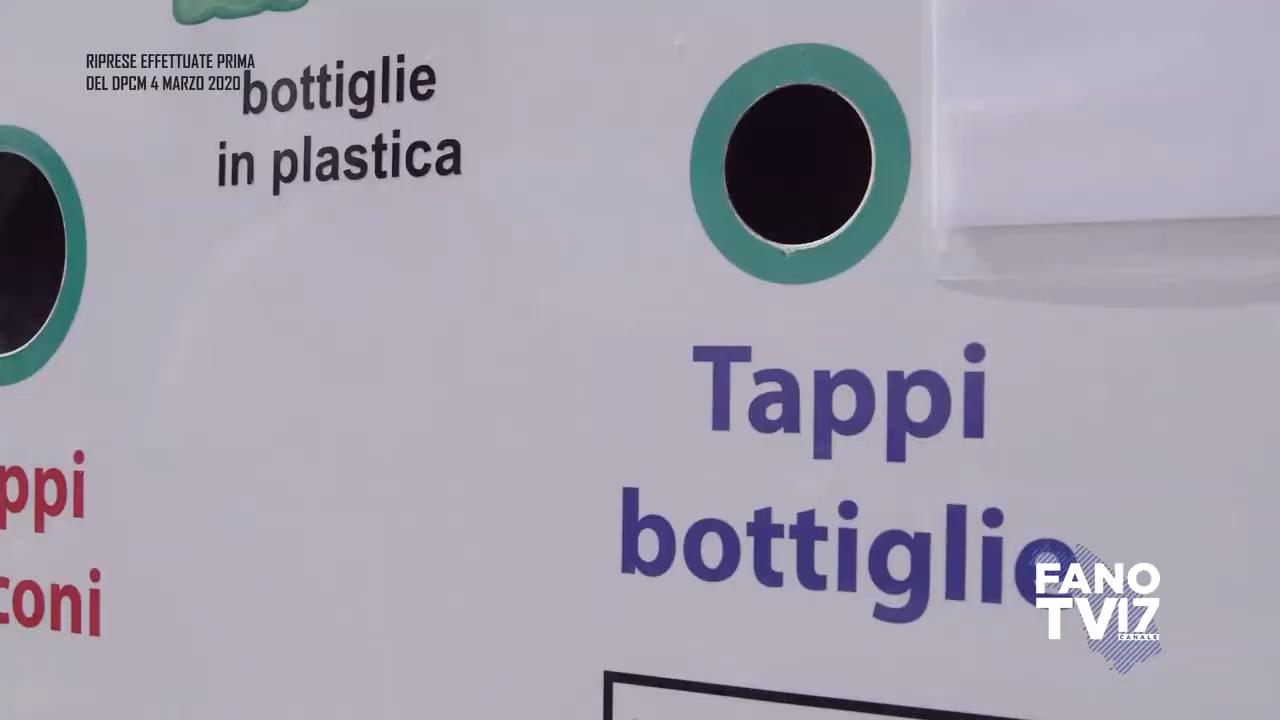 RIPRESE EFFETTUATE PRIMA
DEL DPCM 4 MARZO 2020
bottiglie
in plastica
Tappi
bottiglie
ppi
coni
FANO
TV17
CANALE